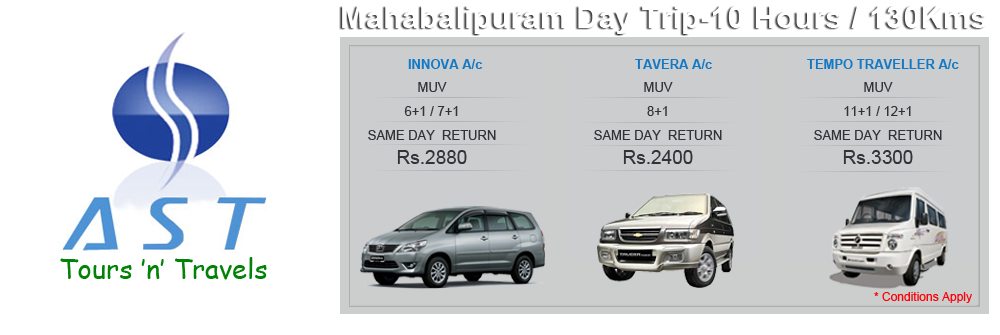 Mahabalipuram Day Trip-10 Hours / 130Kms
INNOVA A/c
MUV
6+1 / 7+1
SAME DAY RETURN
Rs.2880
TAVERA A/c
MUV
8+1
SAME DAY RETURN
Rs.2400
TEMPO TRAVELLER A/c
MUV
11+1 / 12+1
SAME DAY RETURN
Rs.3300
AST
Tours 'n' Travels
* Conditions Apply